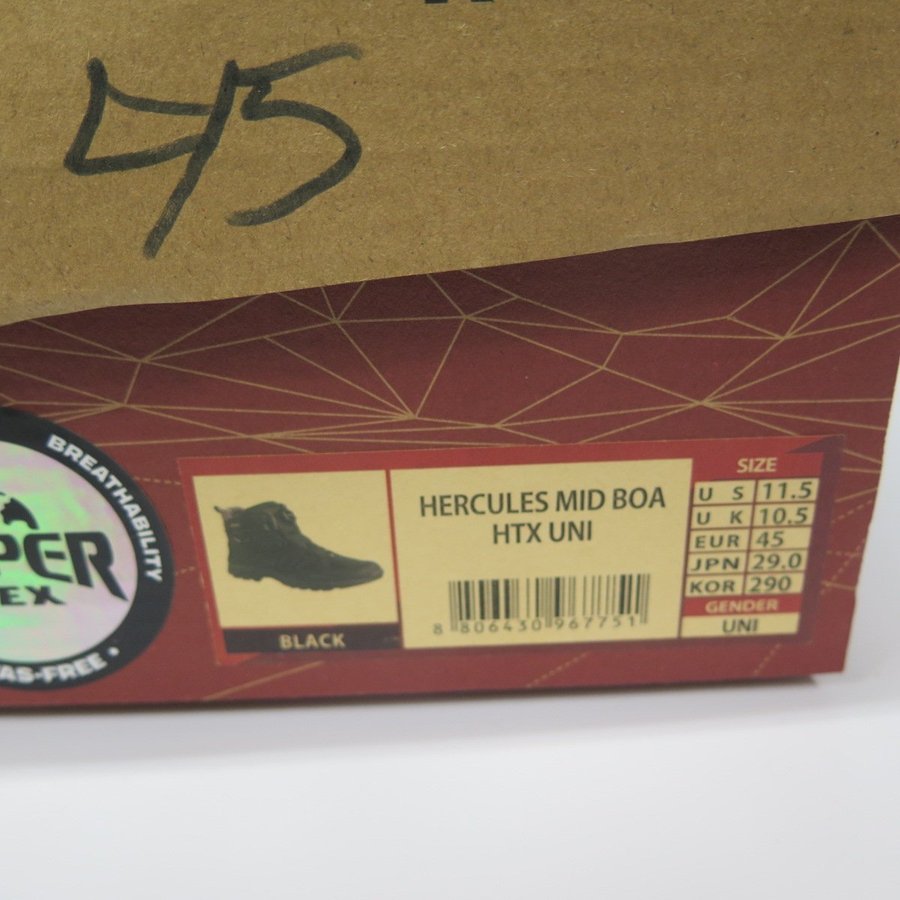 45
BREATHABILITY
PER
EX
AS-FREE •
BLACK
HERCULES MID BOA
HTX UNI
8 806430 967751
SIZE
U S 11.5
U K 10.5
EUR 45
JPN 29.0
KOR 290
GENDER
UNI